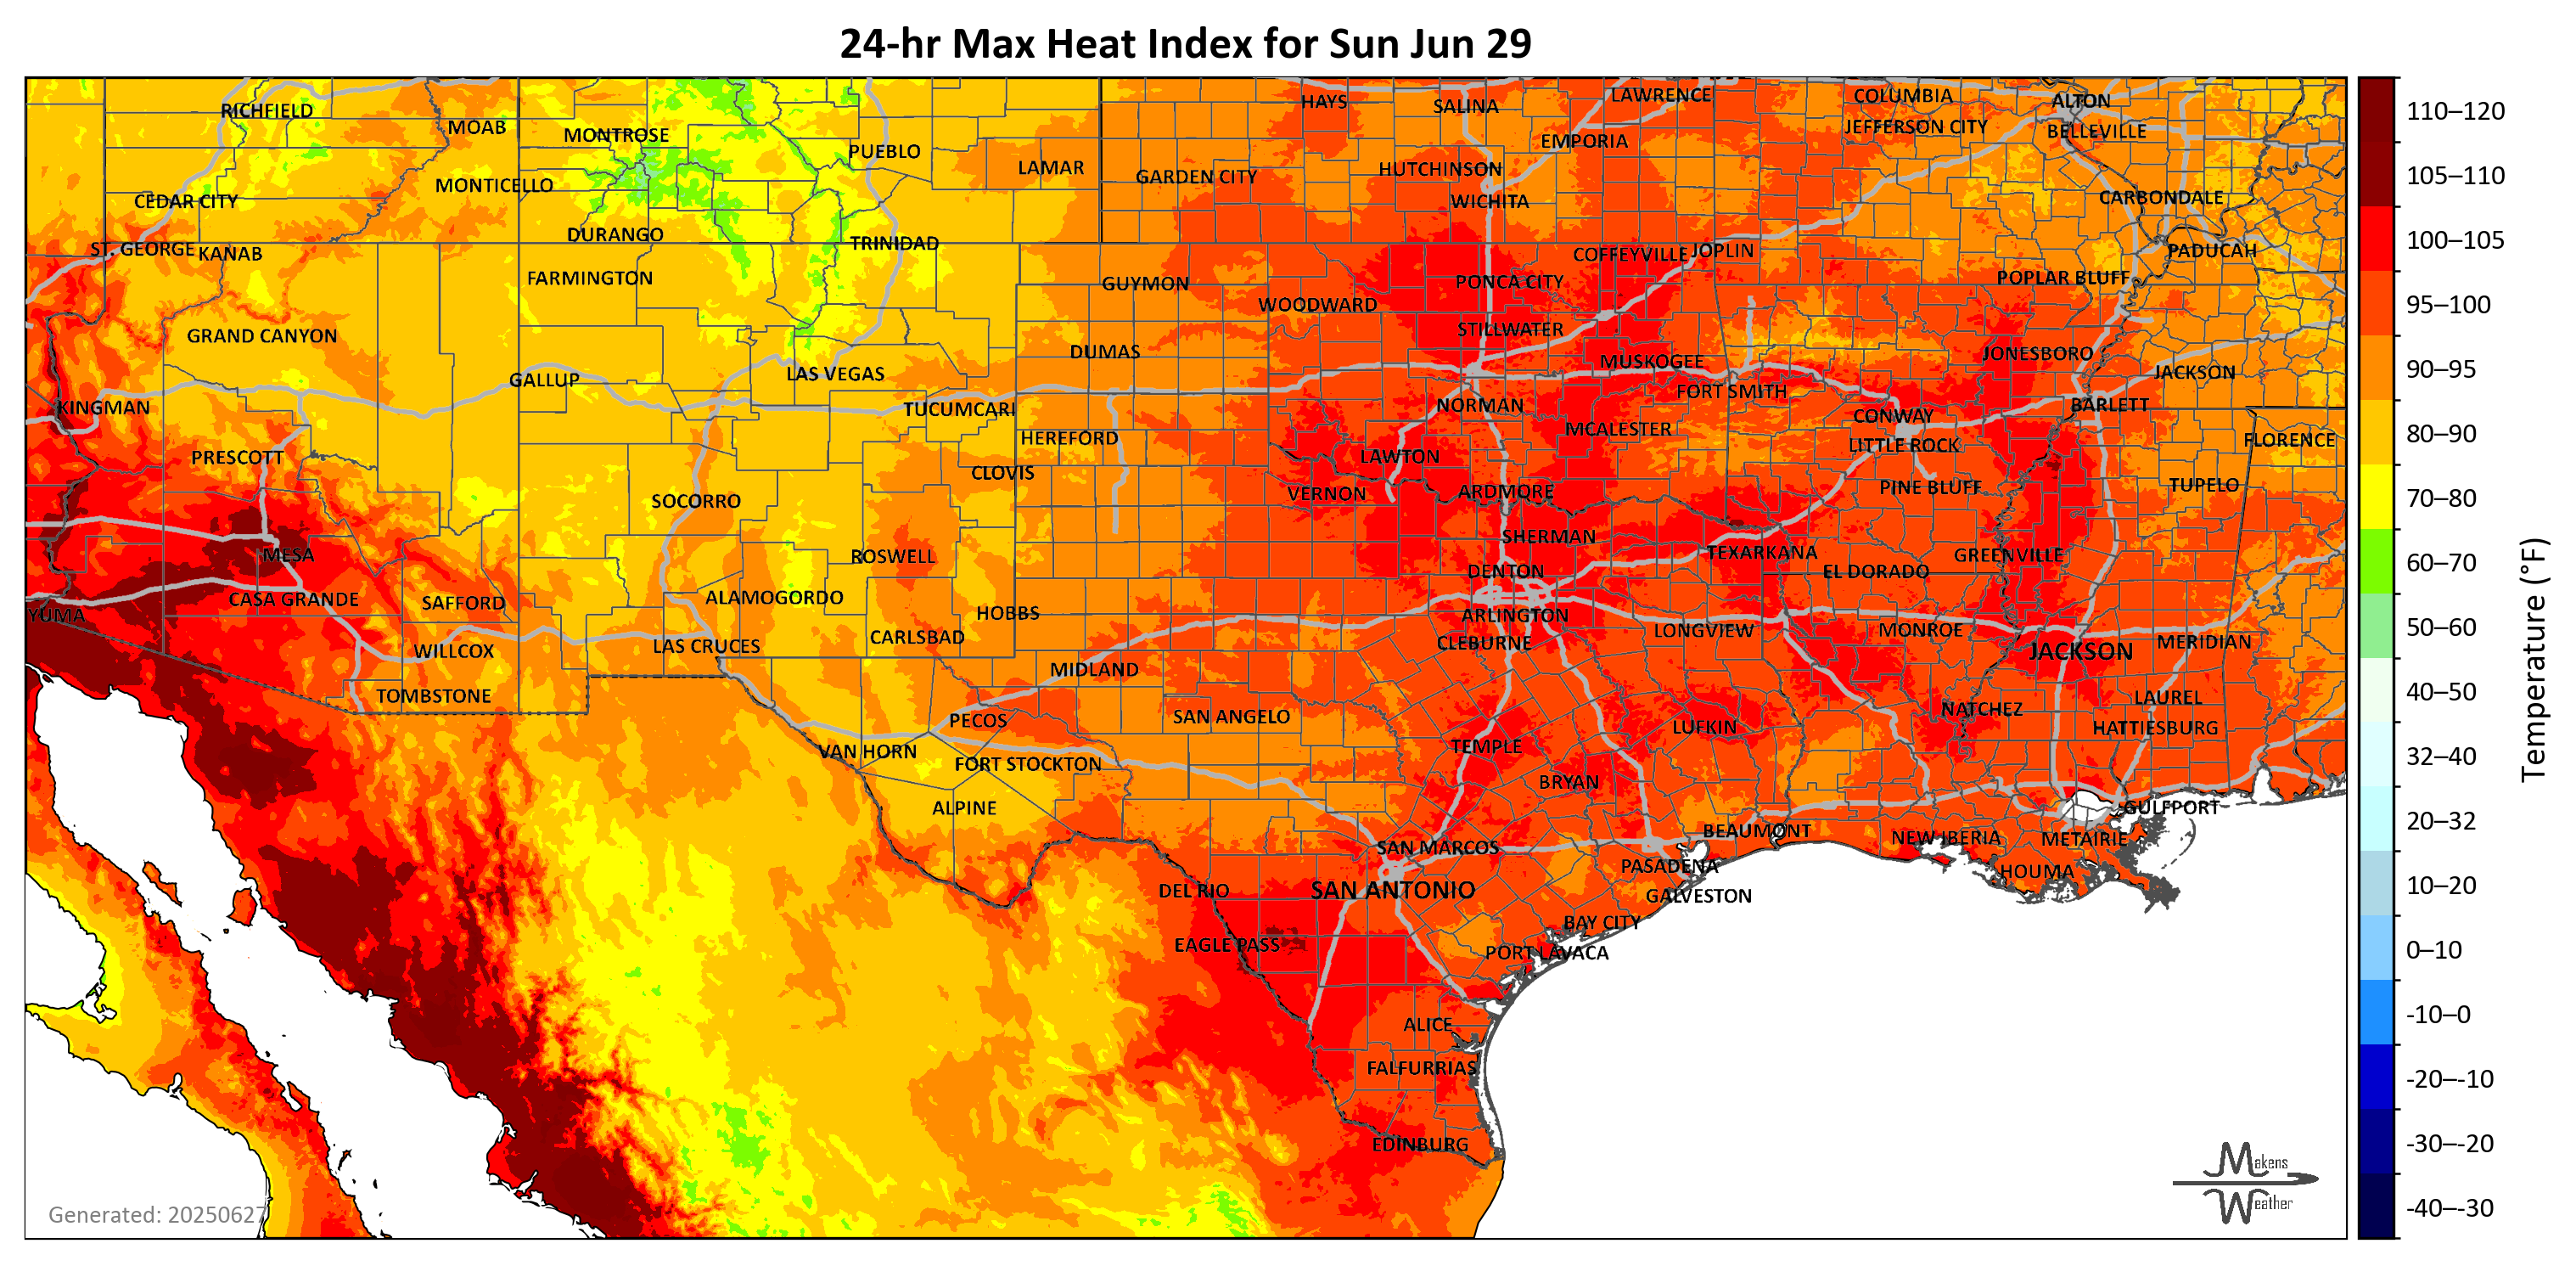 24-hr Max Heat Index for Sun Jun 29
RICHFIELD
MOAB
MONTROSE
PUEBLO
LAMAR
GARDEN CITY
HAYS
SALINA
LAWRENCE
EMPORIA
HUTCHINSON
WICHITA
COLUMBIA
JEFFERSON CITY
ALTON
BELLEVILLE
CARBONDALE
MONTICELLO
CEDAR CITY
DURANGO
TRINIDAD
ST. GEORGE
KANAB
FARMINGTON
GUYMON
WOODWARD
PONCA CITY
COFFEYVILLE
JOPLIN
POPLAR BLUFF
PADUCAH
GRAND CANYON
STILLWATER
DUMAS
MUSKOGEE
JONESBORO
JACKSON
GALLUP
LAS VEGAS
FORT SMITH
KINGMAN
TUCUMCARI
NORMAN
CONWAY
BARLETT
HEREFORD
MCALESTER
LITTLE ROCK
FLORENCE
PRESCOTT
CLOVIS
LAWTON
SOCORRO
VERNON
ARDMORE
PINE BLUFF
TUPELO
MESA
ROSWELL
SHERMAN
TEXARKANA
GREENVILLE
DENTON
EL DORADO
YUMA
CASA GRANDE
SAFFORD
ALAMOGORDO
HOBBS
ARLINGTON
CARLSBAD
CLEBURNE
LONGVIEW
MONROE
JACKSON
MERIDIAN
WILLCOX
LAS CRUCES
MIDLAND
TOMBSTONE
PECOS
SAN ANGELO
LUFKIN
NATCHEZ
LAUREL
HATTIESBURG
VAN HORN
FORT STOCKTON
TEMPLE
BRYAN
ALPINE
GULFPORT
BEAUMONT
NEW IBERIA
METAIRIE
SAN MARCOS
PASADENA
HOUMA
DEL RIO
SAN ANTONIO
GALVESTON
BAY CITY
EAGLE PASS
PORT LAVACA
ALICE
FALFURRIAS
EDINBURG
Generated: 20250627
Makens
Weather
110–120
105–110
100–105
95–100
90–95
80–90
70–80
60–70
50–60
40–50
32–40
20–32
10–20
0–10
-10–0
-20–-10
-30–-20
-40–-30
Temperature (°F)